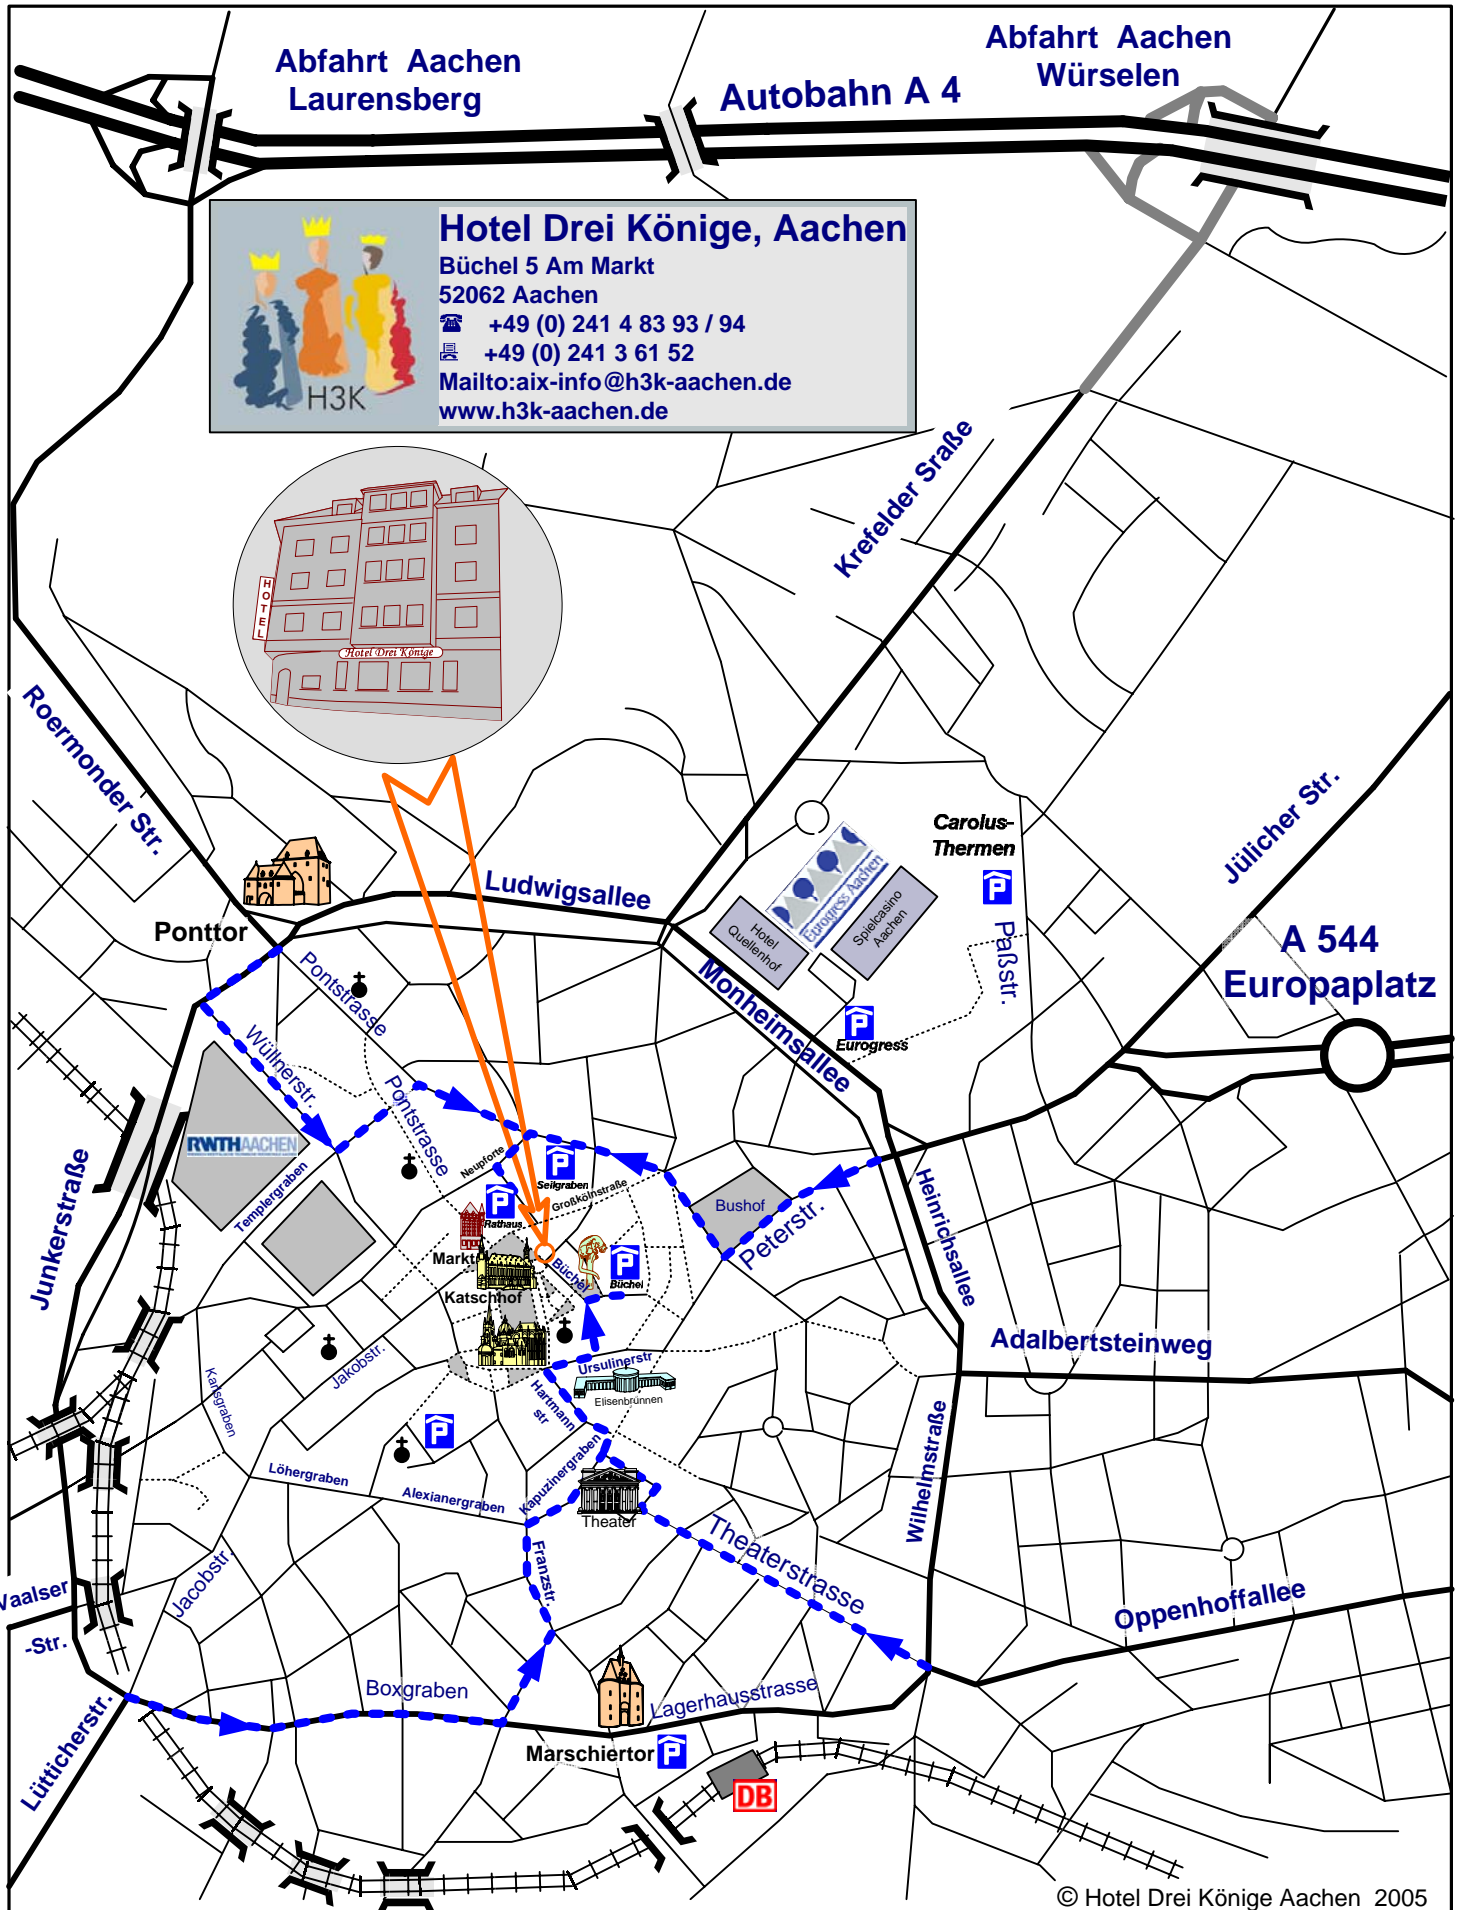 Abfahrt Aachen
Laurensberg
Abfahrt Aachen
Würselen
Autobahn A 4
Hotel Drei Könige, Aachen
Büchel 5 Am Markt
52062 Aachen
+49 (0) 241 4 83 93 / 94
+49 (0) 241 3 61 52
Mailto:aix-info@h3k-aachen.de
www.h3k-aachen.de
H3K
HOTEL
Hotel Drei Könige
Krefelder Sraße
Roermonder Str.
Jülicher Str.
Carolus-
Thermen
P
Paßstr.
Ludwigsallee
Eurogress Aachen
Spielcasino
Aachen
Hotel
Quellenhof
Ponttor
A 544
Europaplatz
Pontstrasse
Monheimsallee
P
Eurogress
Wüllnerstr.
Pontstrasse
RWTHAACHEN
Templergraben
Neupforte
P
Seilgraben
P
Rathaus
Großkölnstraße
Bushof
Peterstr.
Heinrichsallee
Junkerstraße
Markt
Büchel
P
Büchel
Katschhof
Adalbertsteinweg
Jakobstr.
Karlsgraben
Ursulinerstr
Elisenbrunnen
Hartmann
str
P
Wilhelmstraße
Löhergraben
Alexianergraben
Kapuzinergraben
Theater
Theaterstrasse
Franzstr.
Jacobstr.
Vaalser
-Str.
Oppenhoffallee
Boxgraben
Lagerhausstrasse
Lütticherstr.
Marschiertor
P
DB
© Hotel Drei Könige Aachen 2005